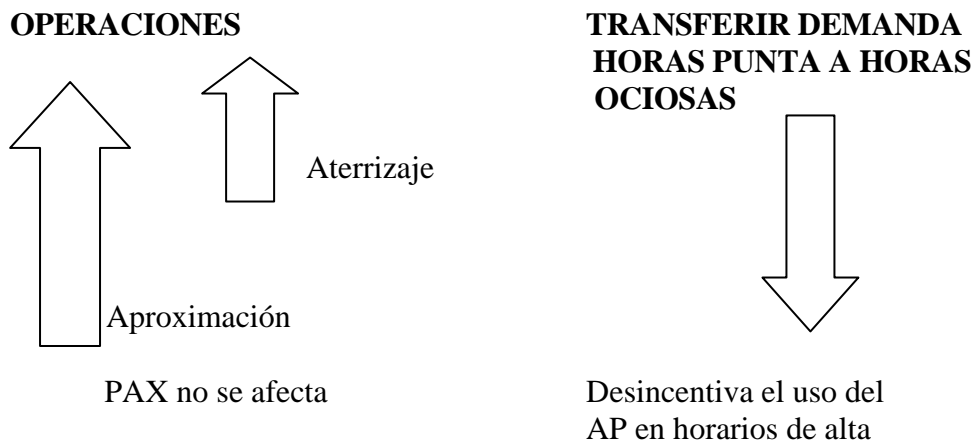 OPERACIONES
Aterrizaje
Aproximación
PAX no se afecta
TRANSFERIR DEMANDA
HORAS PUNTA A HORAS
OCIOSAS
Desincentiva el uso del
AP en horarios de alta